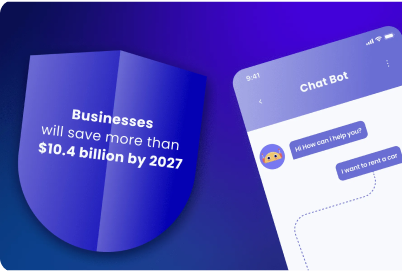 Businesses
will save more than
$10.4 billion by 2027
9:41
Chat Bot
Hi How can i help you?
i want to rent a car